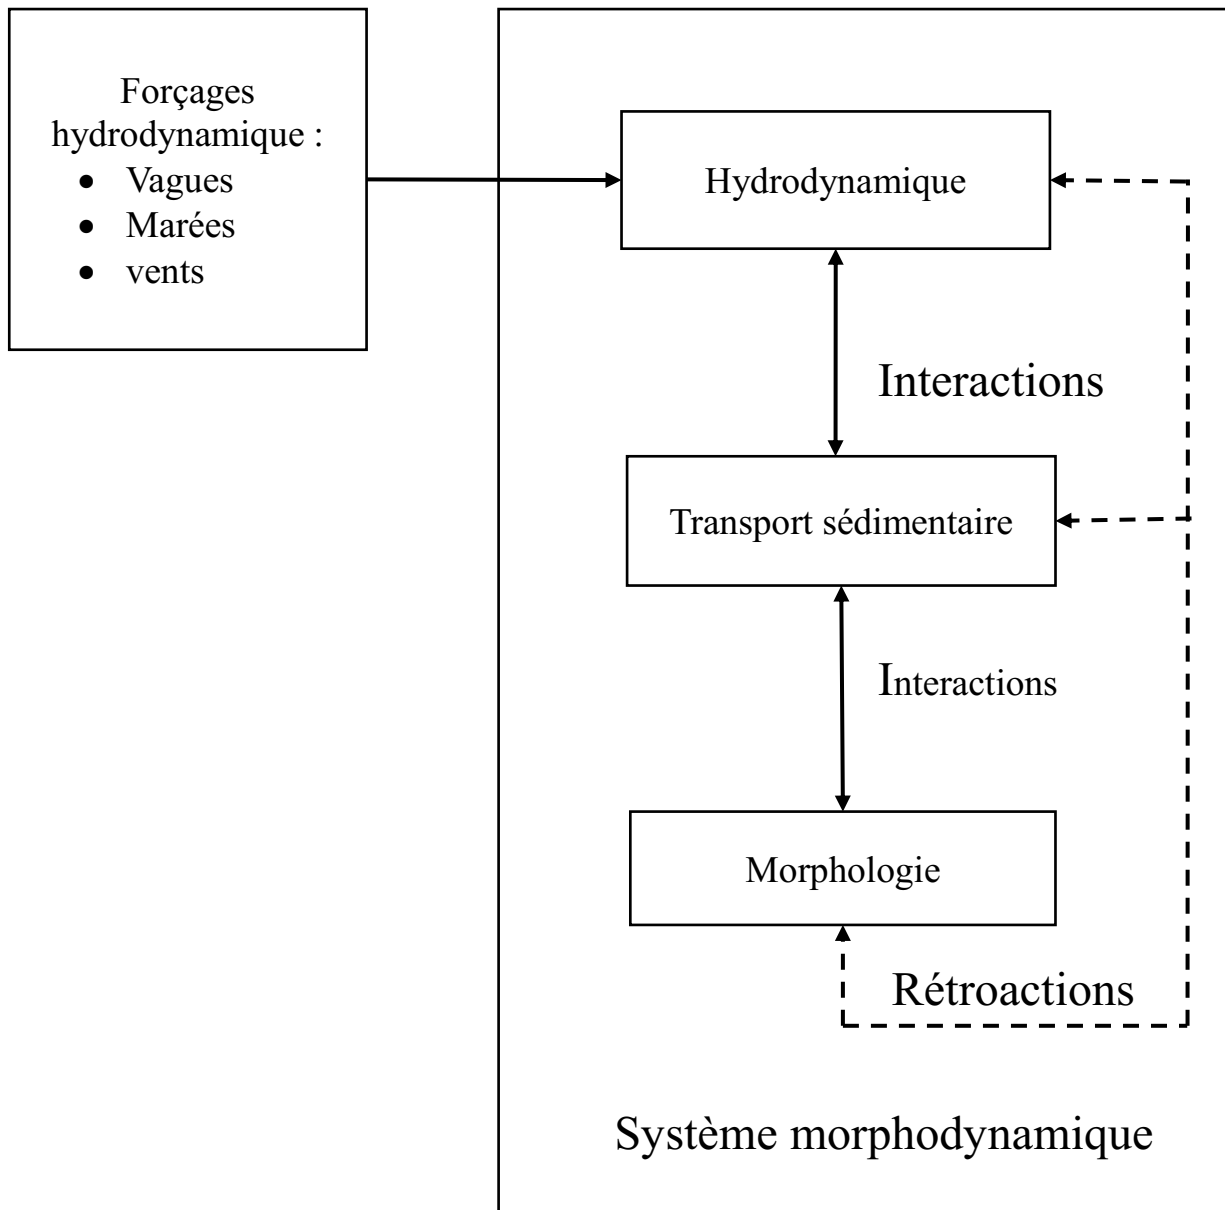 Forçages
hydrodynamique :
• Vagues
• Marées
• vents
Hydrodynamique
Interactions
Transport sédimentaire
Interactions
Morphologie
Rétroactions
Système morphodynamique